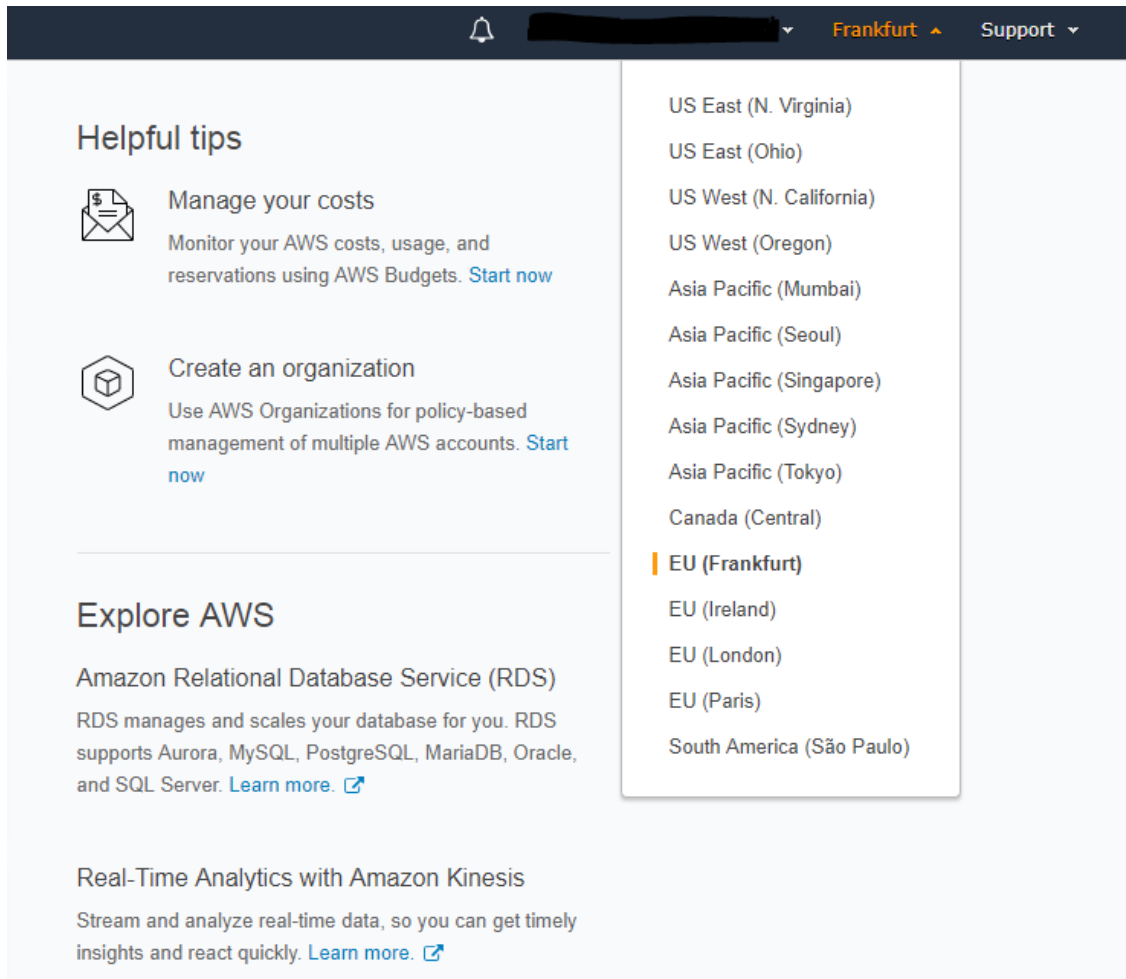 Frankfurt
Support
Helpful tips
Manage your costs
Monitor your AWS costs, usage, and
reservations using AWS Budgets. Start now
Create an organization
Use AWS Organizations for policy-based
management of multiple AWS accounts. Start
now
Explore AWS
Amazon Relational Database Service (RDS)
RDS manages and scales your database for you. RDS
supports Aurora, MySQL, PostgreSQL, MariaDB, Oracle,
and SQL Server. Learn more.
Real-Time Analytics with Amazon Kinesis
Stream and analyze real-time data, so you can get timely
insights and react quickly. Learn more.
US East (N. Virginia)
US East (Ohio)
US West (N. California)
US West (Oregon)
Asia Pacific (Mumbai)
Asia Pacific (Seoul)
Asia Pacific (Singapore)
Asia Pacific (Sydney)
Asia Pacific (Tokyo)
Canada (Central)
EU (Frankfurt)
EU (Ireland)
EU (London)
EU (Paris)
South America (São Paulo)